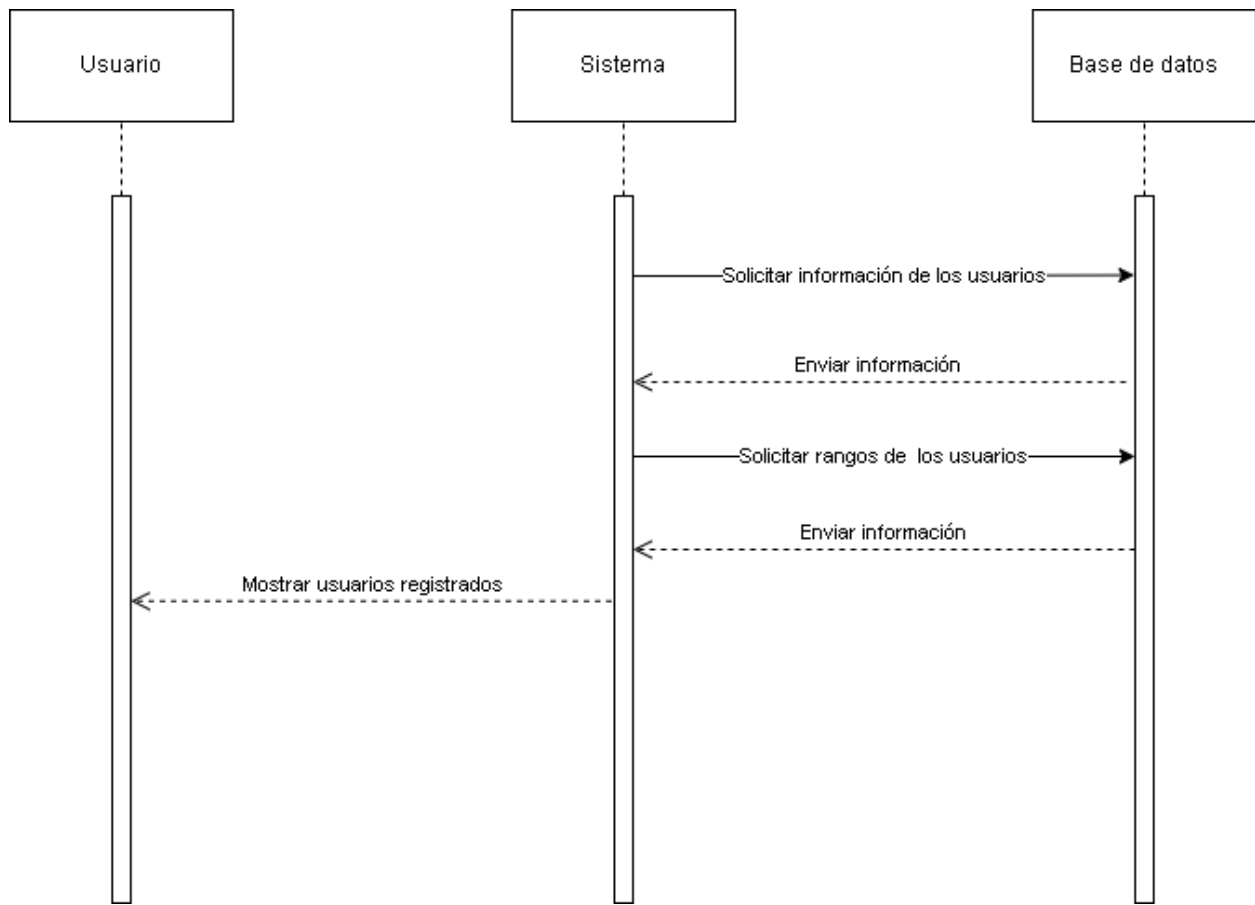 Usuario
Sistema
Base de datos
Solicitar información de los usuarios
Enviar información
Solicitar rangos de  los usuarios
Enviar información
Mostrar usuarios registrados